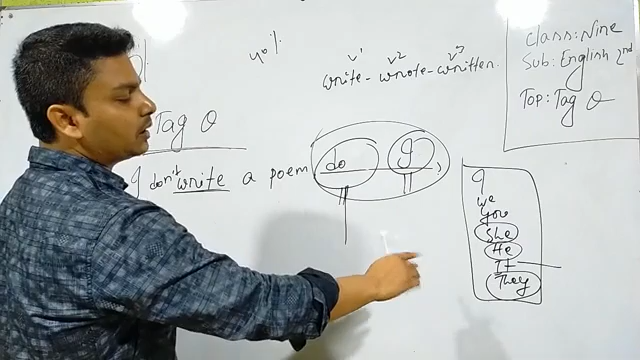 40%
v1 v2 v3
write - wrote - written.
Class: Nine
Sub: English 2nd
Top: Tag Q
Tag Q
I don't write a poem do I,
I
we
you
She
He
It
They